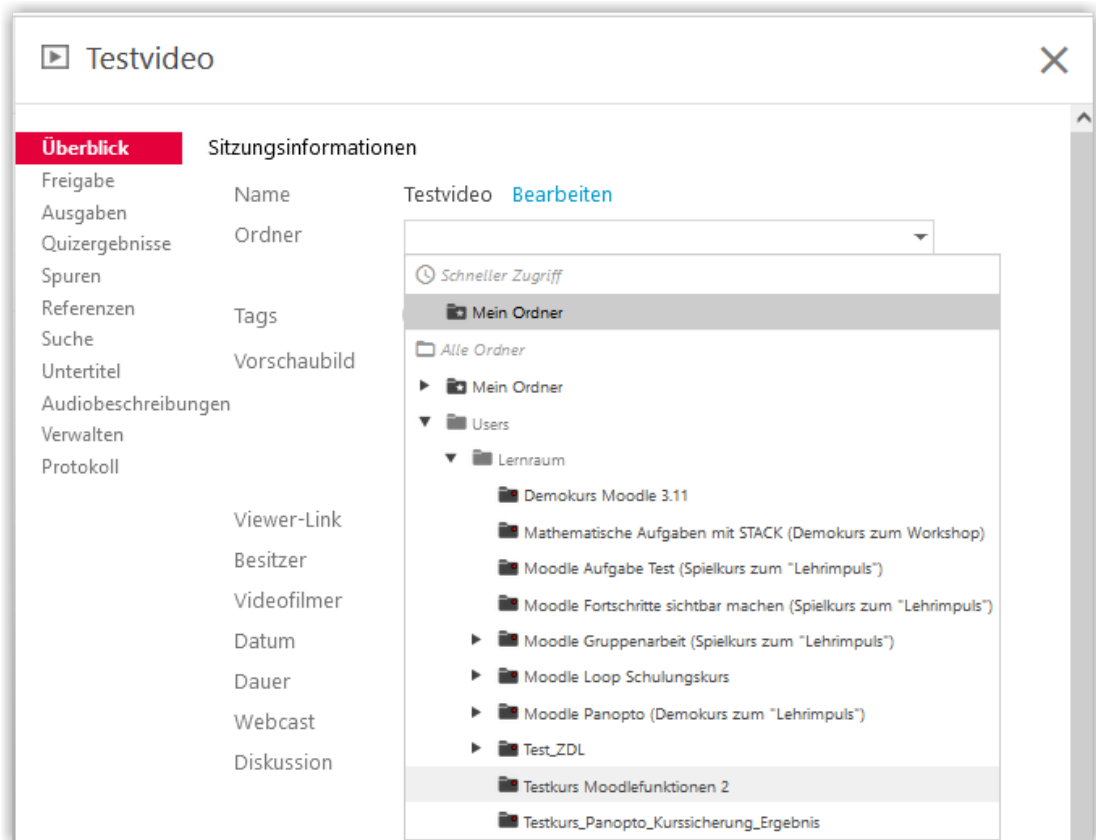 Testvideo
Überblick
Freigabe
Ausgaben
Quizergebnisse
Spuren
Referenzen
Suche
Untertitel
Audiobeschreibungen
Verwalten
Protokoll
Sitzungsinformationen
Name Testvideo Bearbeiten
Ordner
Tags
Vorschaubild
Viewer-Link
Besitzer
Videofilmer
Datum
Dauer
Webcast
Diskussion
Schneller Zugriff
Mein Ordner
Alle Ordner
Mein Ordner
Users
Lernraum
Demokurs Moodle 3.11
Mathematische Aufgaben mit STACK (Demokurs zum Workshop)
Moodle Aufgabe Test (Spielkurs zum "Lehrimpuls")
Moodle Fortschritte sichtbar machen (Spielkurs zum "Lehrimpuls")
Moodle Gruppenarbeit (Spielkurs zum "Lehrimpuls")
Moodle Loop Schulungskurs
Moodle Panopto (Demokurs zum "Lehrimpuls")
Test_ZDL
Testkurs Moodlefunktionen 2
Testkurs_Panopto_Kurssicherung_Ergebnis